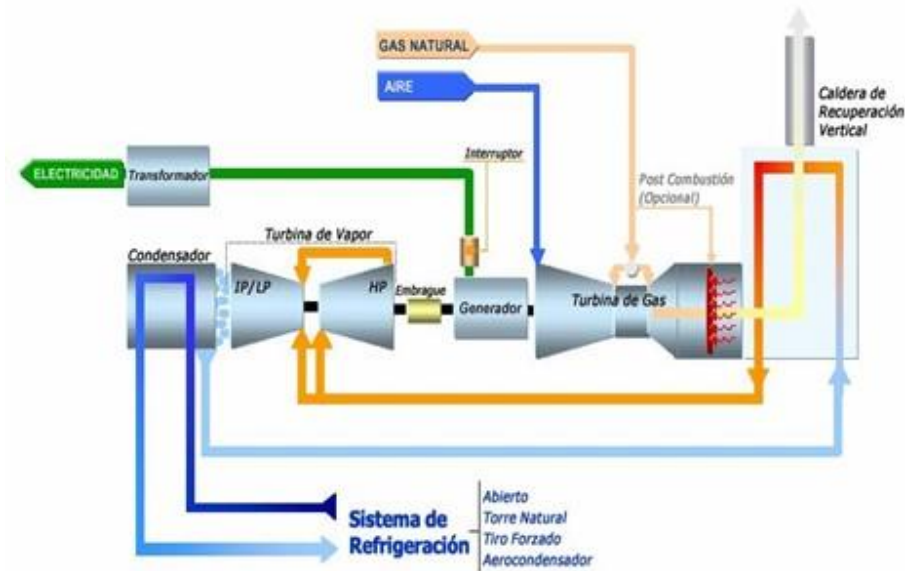 GAS NATURAL
AIRE
Caldera de
Recuperación
Vertical
Interruptor
ELECTRICIDAD
Transformador
Post Combustión
(Opcional)
Turbina de Vapor
Condensador
IP/LP
HP
Embrague
Generador
Turbina de Gas
Sistema de
Refrigeración
Abierto
Torre Natural
Tiro Forzado
Aerocondensador